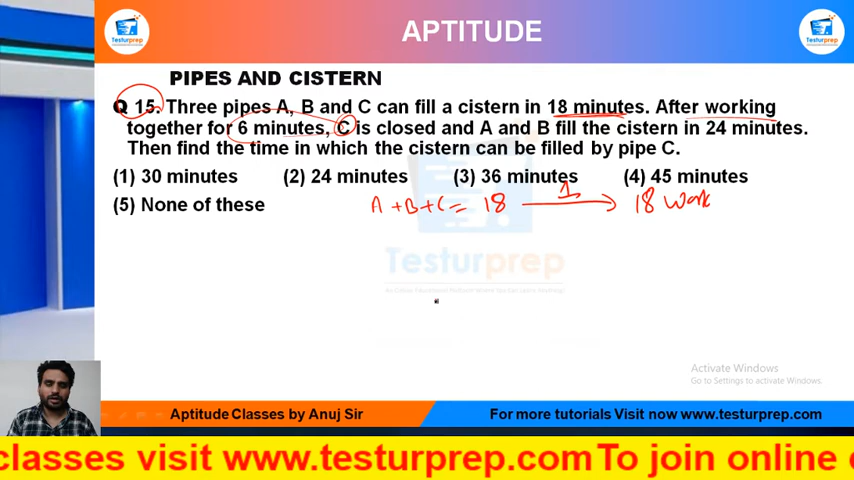 APTITUDE
Testurprep
Testurprep
PIPES AND CISTERN
Q 15. Three pipes A, B and C can fill a cistern in 18 minutes. After working
together for 6 minutes, C is closed and A and B fill the cistern in 24 minutes.
Then find the time in which the cistern can be filled by pipe C.
(1) 30 minutes (2) 24 minutes (3) 36 minutes (4) 45 minutes
(5) None of these
A + B + C = 18 1 18 Work
Testurprep
Activate Windows
Go to Settings to activate Windows.
Aptitude Classes by Anuj Sir
For more tutorials Visit now www.testurprep.com
classes visit www.testurprep.com To join online